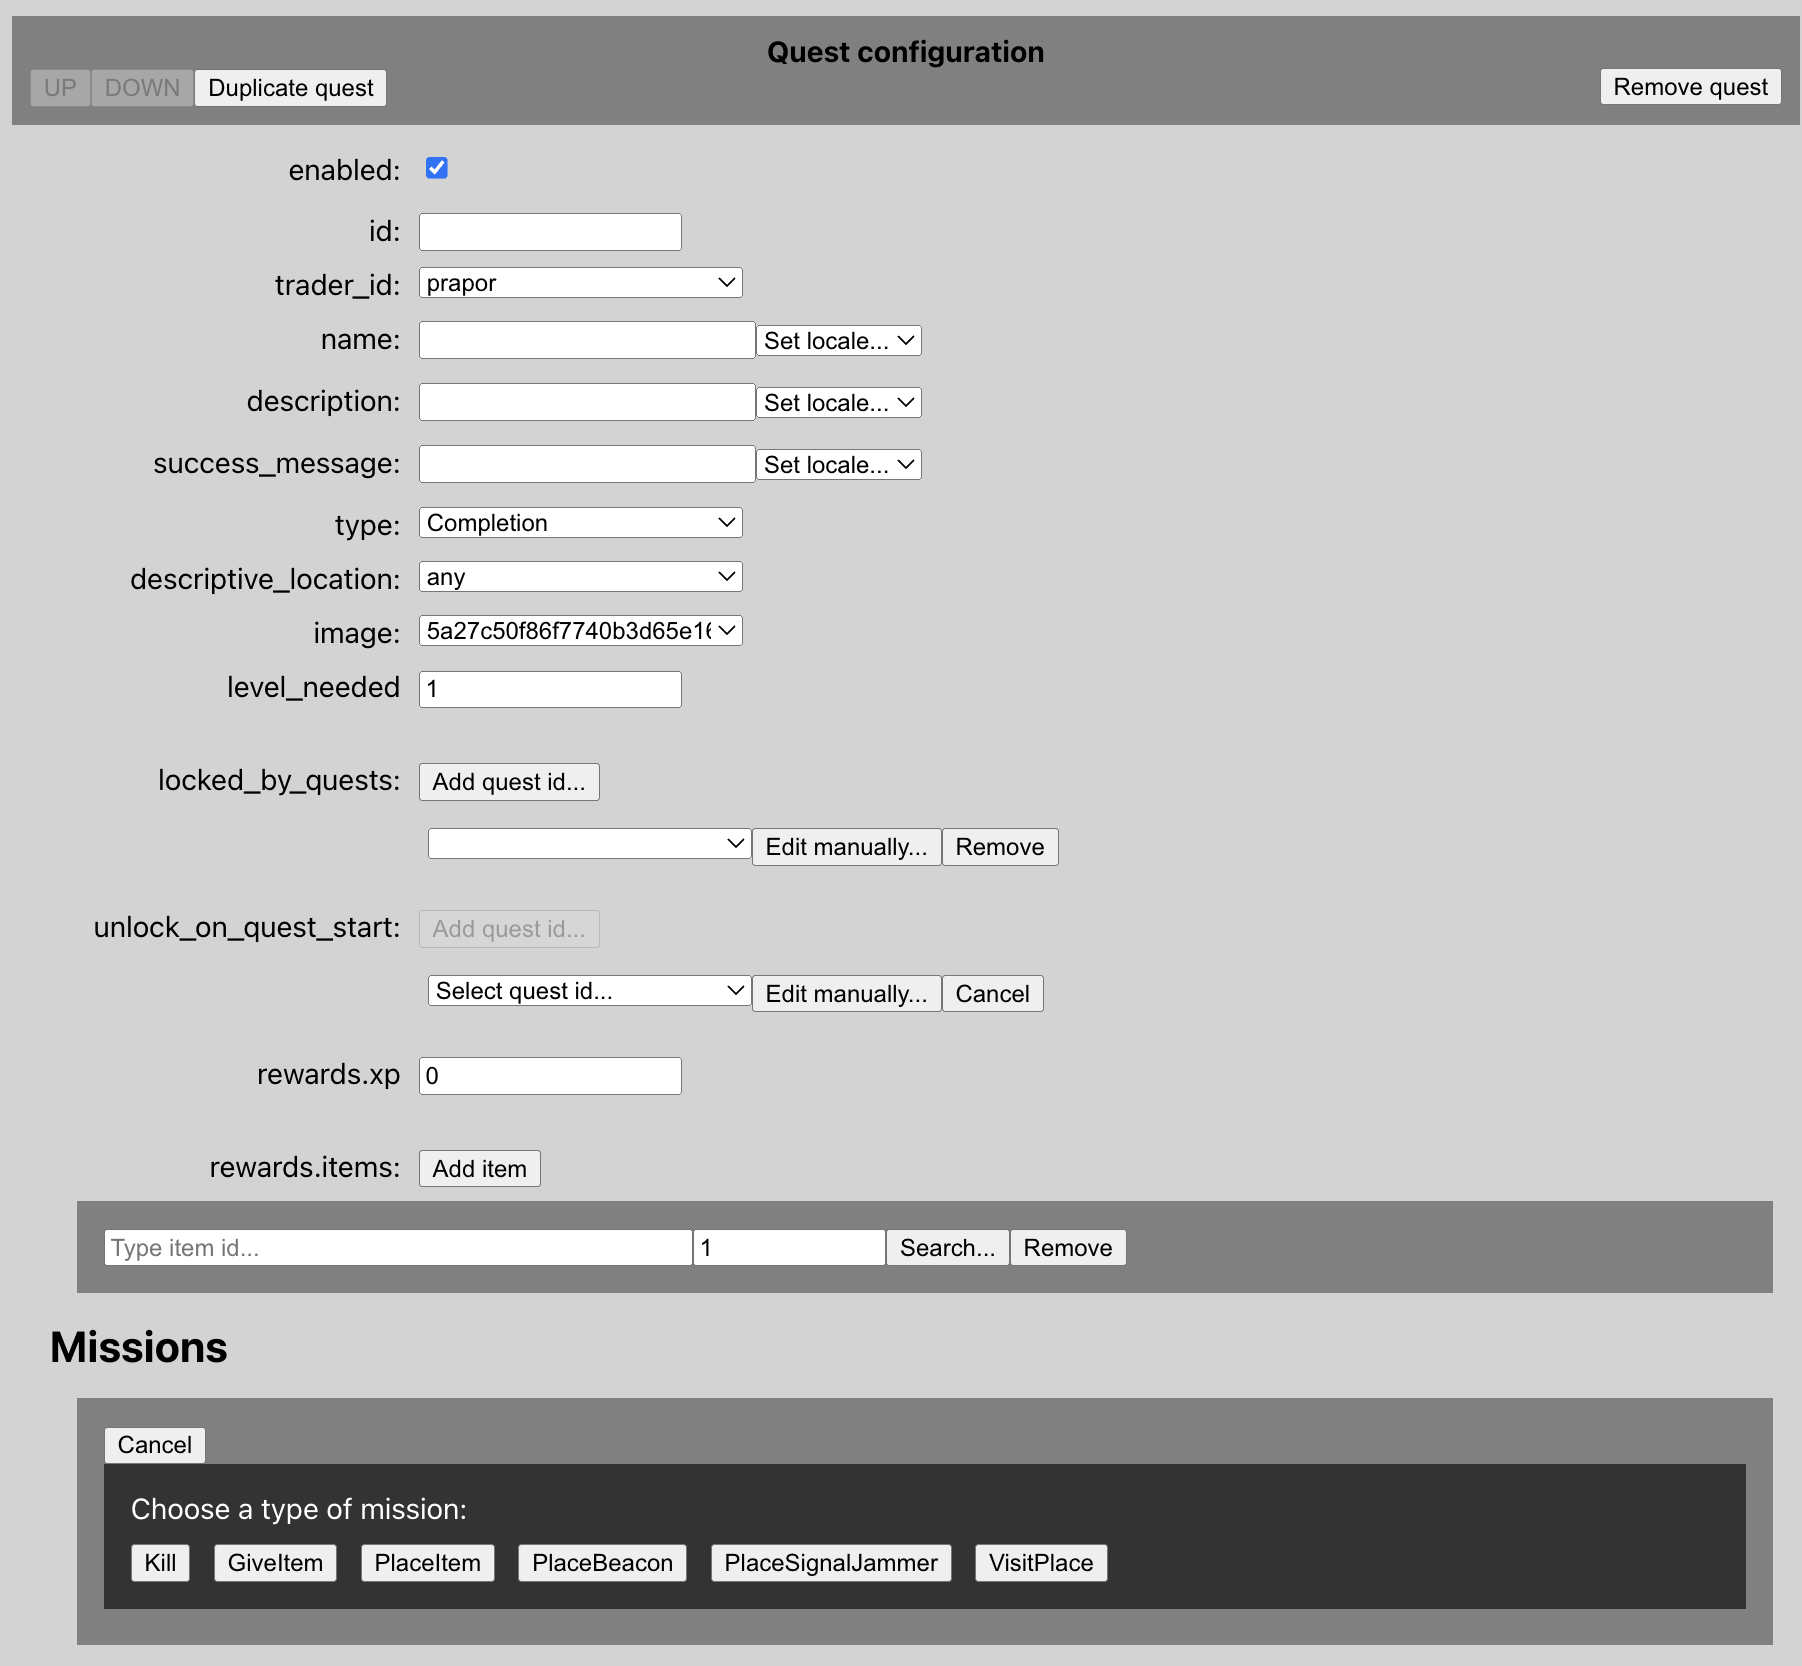 Quest configuration
UP DOWN Duplicate quest Remove quest
enabled:
id:
trader_id: prapor
name: Set locale...
description: Set locale...
success_message: Set locale...
type: Completion
descriptive_location: any
image: 5a27c50f86f7740b3d65e16
level_needed 1
locked_by_quests: Add quest id...
Edit manually... Remove
unlock_on_quest_start: Add quest id...
Select quest id... Edit manually... Cancel
rewards.xp 0
rewards.items: Add item
Type item id... 1 Search... Remove
Missions
Cancel
Choose a type of mission:
Kill GiveItem PlaceItem PlaceBeacon PlaceSignalJammer VisitPlace